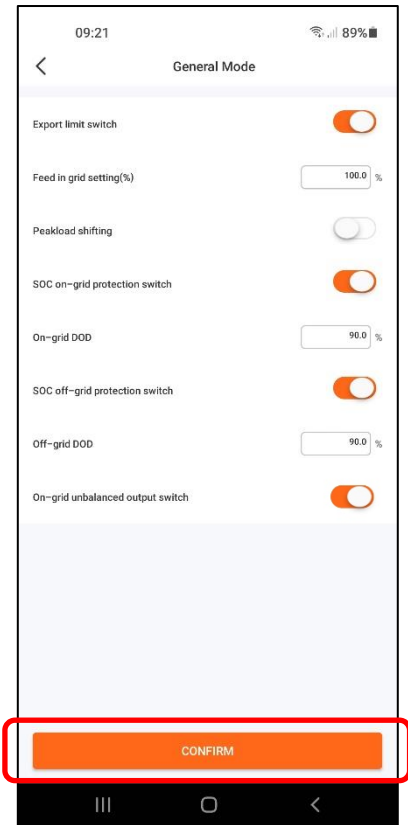 09:21 89%
General Mode
Export limit switch
Feed in grid setting(%) 100.0 %
Peakload shifting
SOC on-grid protection switch
On-grid DOD 90.0 %
SOC off-grid protection switch
Off-grid DOD 90.0 %
On-grid unbalanced output switch
CONFIRM